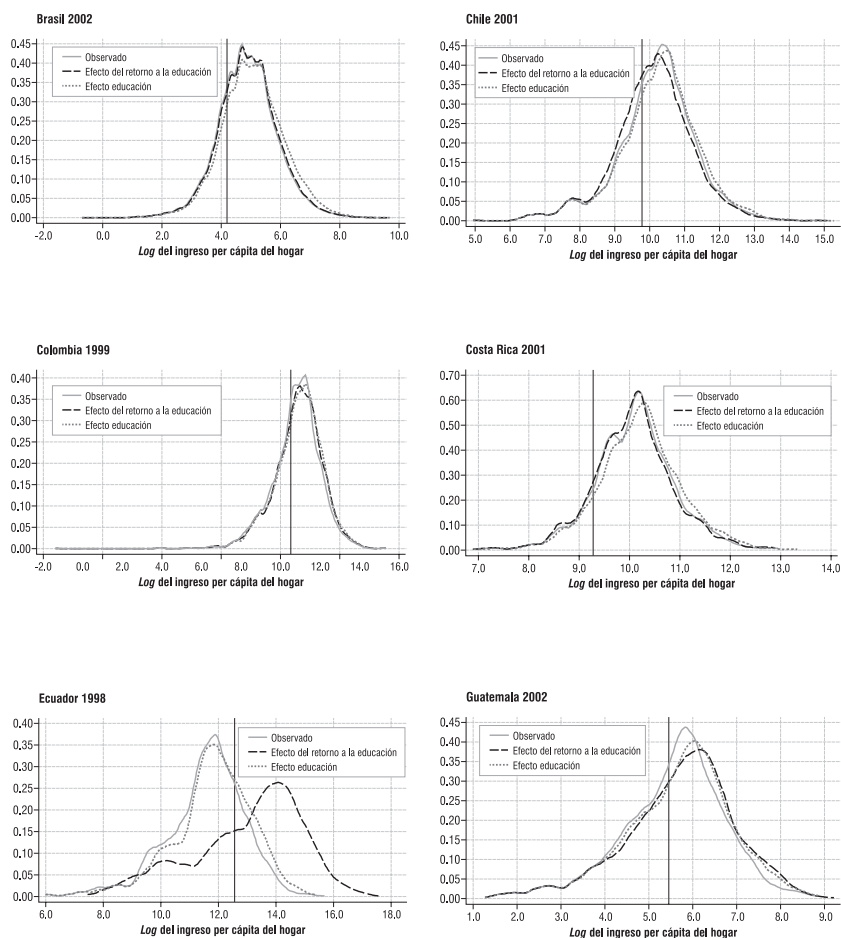 Brasil 2002
0.45
0.40
0.35
0.30
0.25
0.20
0.15
0.10
0.05
0.00
Observado
Efecto del retorno a la educación
Efecto educación
-2.0 0.0 2.0 4.0 6.0 8.0 10.0
Log del ingreso per cápita del hogar
Chile 2001
0.45
0.40
0.35
0.30
0.25
0.20
0.15
0.10
0.05
0.00
Observado
Efecto del retorno a la educación
Efecto educación
5.0 6.0 7.0 8.0 9.0 10.0 11.0 12.0 13.0 14.0 15.0
Log del ingreso per cápita del hogar
Colombia 1999
0.40
0.35
0.30
0.25
0.20
0.15
0.10
0.05
0.00
Observado
Efecto del retorno a la educación
Efecto educación
-2.0 0.0 2.0 4.0 6.0 8.0 10.0 12.0 14.0 16.0
Log del ingreso per cápita del hogar
Costa Rica 2001
0.70
0.60
0.50
0.40
0.30
0.20
0.10
0.00
Observado
Efecto del retorno a la educación
Efecto educación
7.0 8.0 9.0 10.0 11.0 12.0 13.0 14.0
Log del ingreso per cápita del hogar
Ecuador 1998
0.40
0.35
0.30
0.25
0.20
0.15
0.10
0.05
0.00
Observado
Efecto del retorno a la educación
Efecto educación
6.0 8.0 10.0 12.0 14.0 16.0 18.0
Log del ingreso per cápita del hogar
Guatemala 2002
0.45
0.40
0.35
0.30
0.25
0.20
0.15
0.10
0.05
0.00
Observado
Efecto del retorno a la educación
Efecto educación
1.0 2.0 3.0 4.0 5.0 6.0 7.0 8.0 9.0
Log del ingreso per cápita del hogar